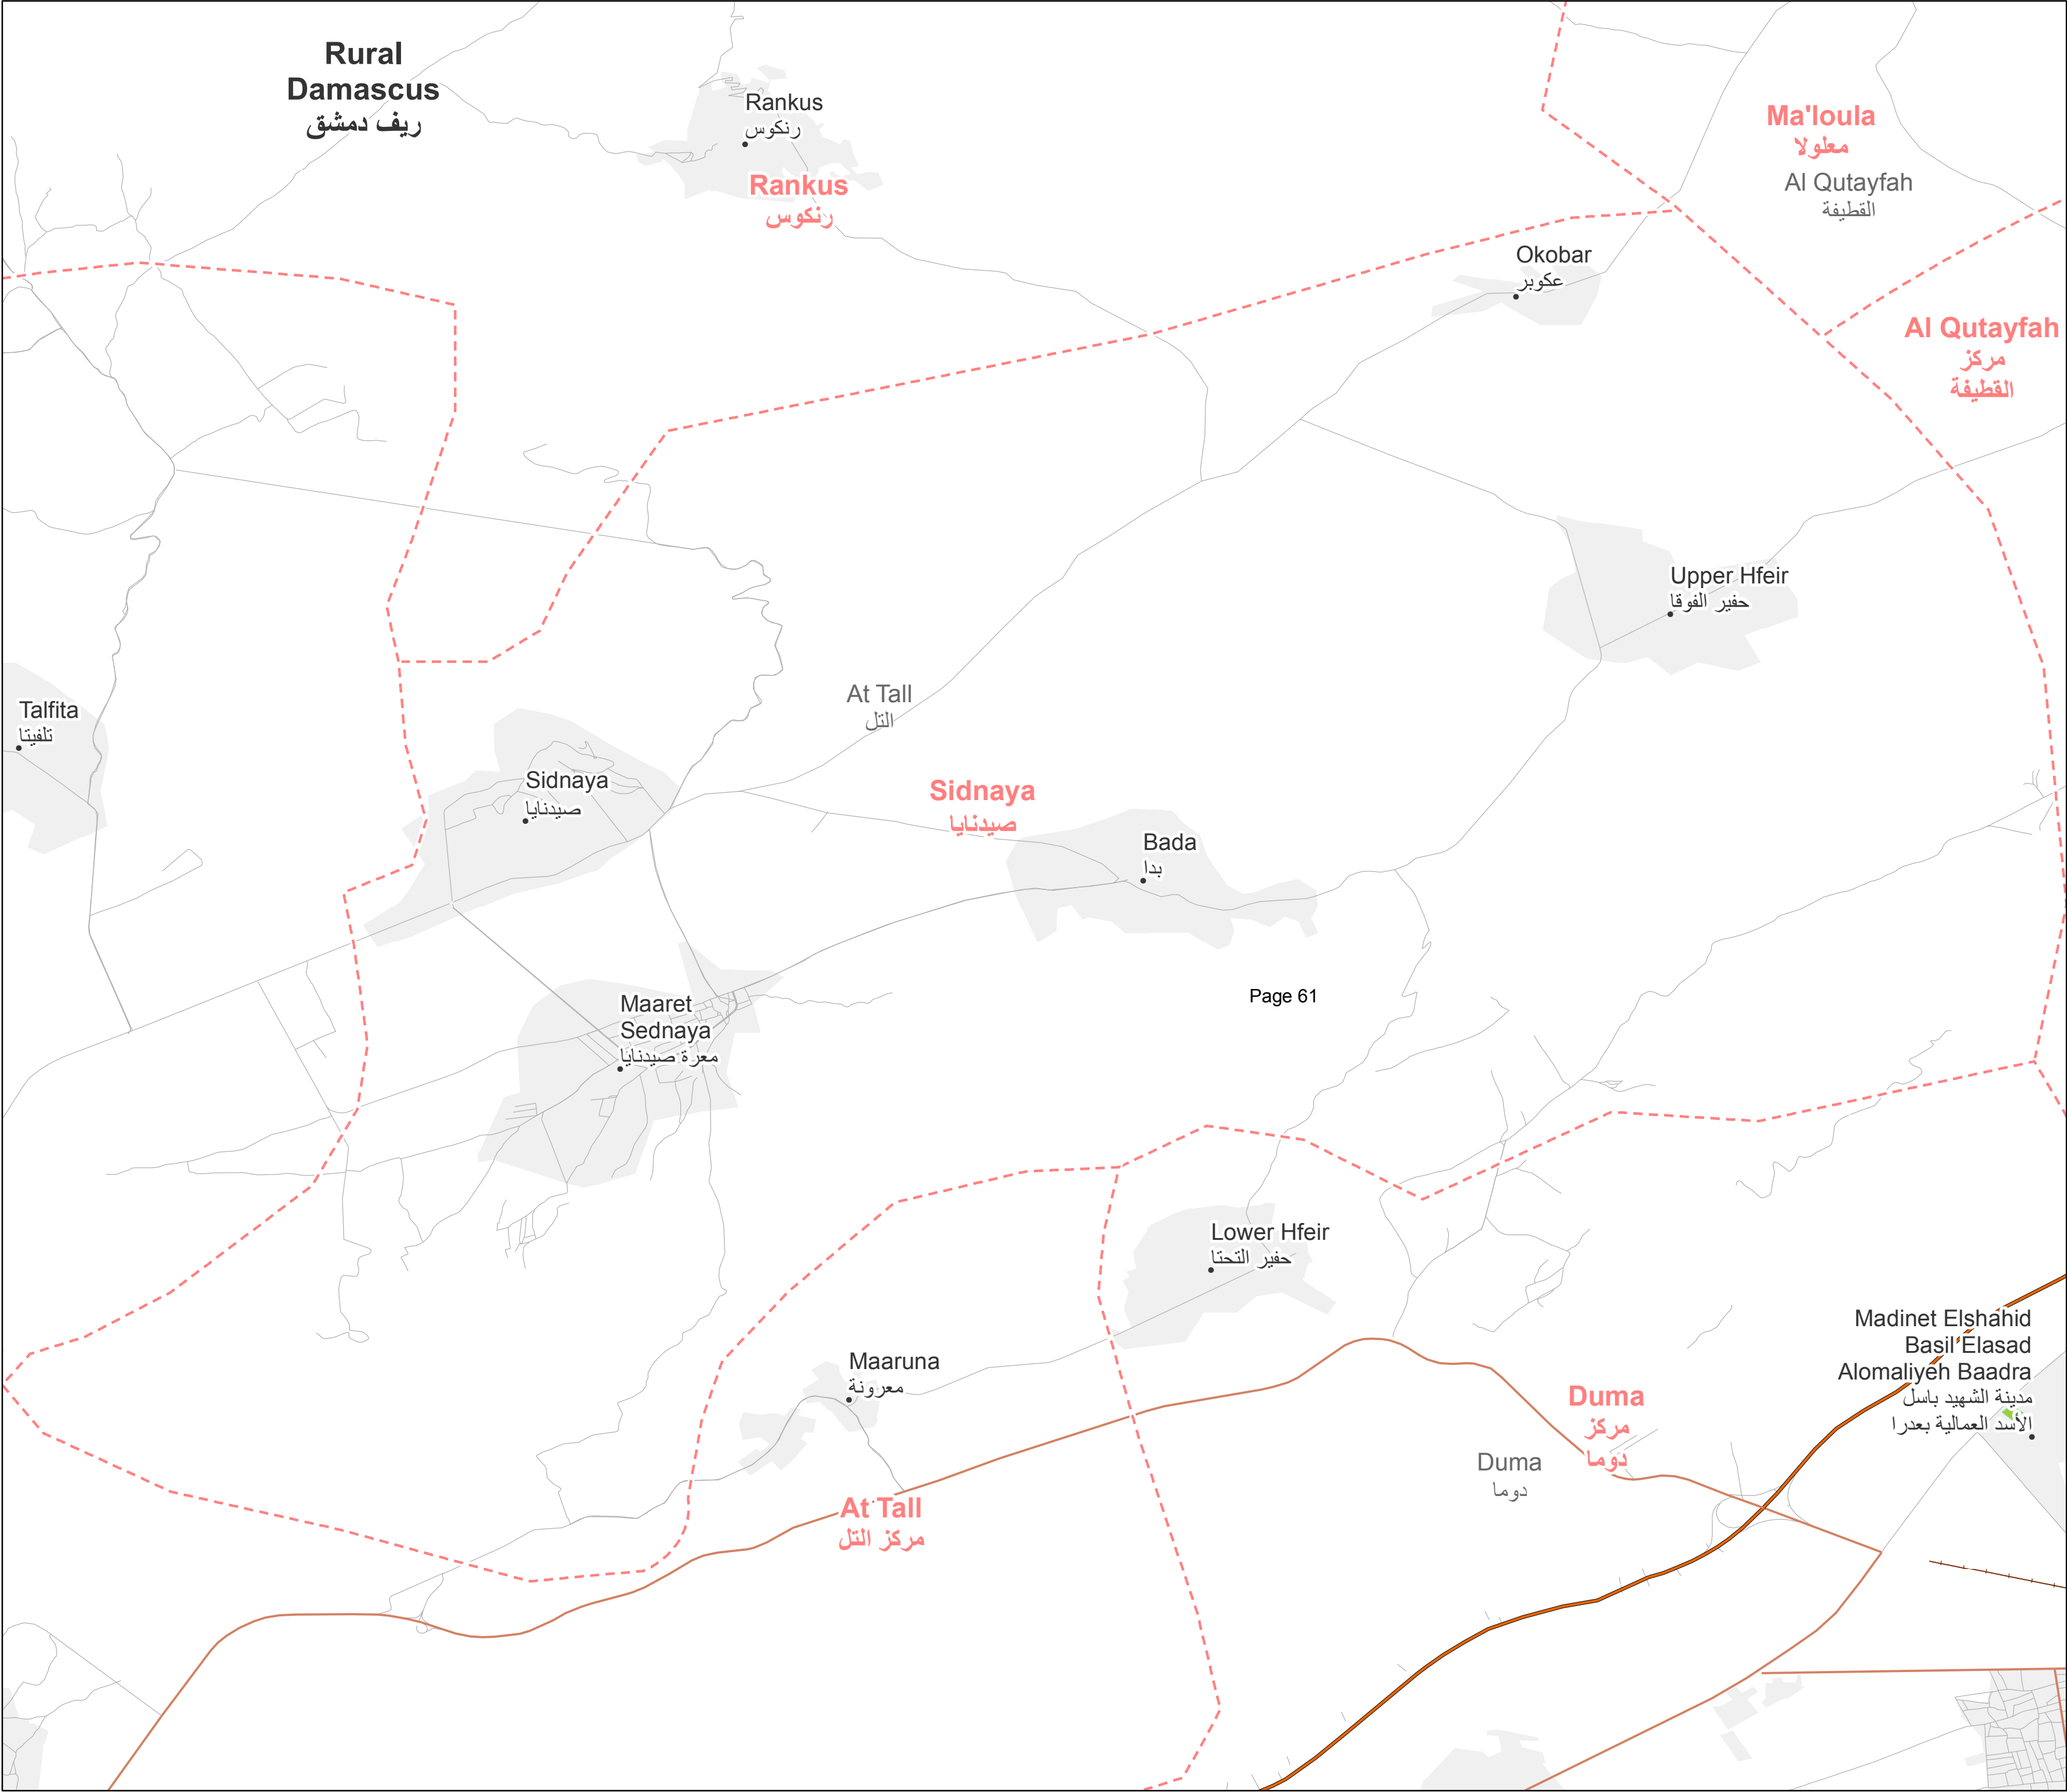 Rural
Damascus
ريف دمشق
Rankus
رنكوس
Rankus
رنكوس
Ma'loula
معلولا
Al Qutayfah
القطيفة
Okobar
عكوبر
Al Qutayfah
مركز
القطيفة
Upper Hfeir
حفير الفوقا
Talfita
تلفيتا
At Tall
التل
Sidnaya
صيدنايا
Sidnaya
صيدنايا
Bada
بدا
Page 61
Maaret
Sednaya
معرة صيدنايا
Lower Hfeir
حفير التحتا
Maaruna
معرونة
Madinet Elshahid
Basil Elasad
Alomaliyeh Baadra
مدينة الشهيد باسل
الأسد العمالية بعدرا
Duma
مركز
دوما
Duma
دوما
At Tall
مركز التل